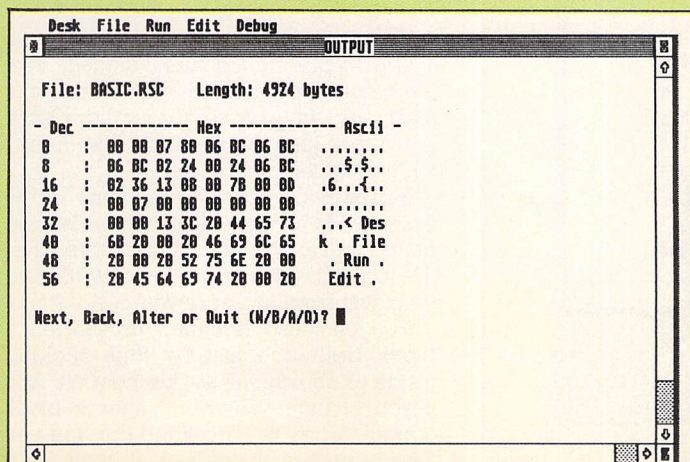 Desk File Run Edit Debug
OUTPUT
File: BASIC.RSC Length: 4924 bytes
- Dec -------------- Hex ------------- Ascii -
0 : 00 00 07 80 06 BC 06 BC ........
8 : 06 BC 02 24 00 24 06 BC ...$.$..
16 : 02 36 13 08 00 7B 00 0D .6...{..
24 : 00 07 00 00 00 00 00 00 ........
32 : 00 00 13 3C 20 44 65 73 ...< Des
40 : 6B 20 00 20 46 69 6C 65 k . File
48 : 20 00 20 52 75 6E 20 00 . Run .
56 : 20 45 64 69 74 20 00 20 Edit .
Next, Back, Alter or Quit (N/B/A/Q)?